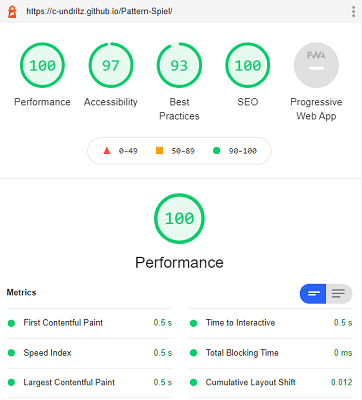 https://c-undritz.github.io/Pattern-Spiel/
100 97 93 100 PWA
Performance Accessibility Best Practices SEO Progressive Web App
0–49 50–89 90–100
100
Performance
Metrics
First Contentful Paint 0.5 s Time to Interactive 0.5 s
Speed Index 0.5 s Total Blocking Time 0 ms
Largest Contentful Paint 0.5 s Cumulative Layout Shift 0.012